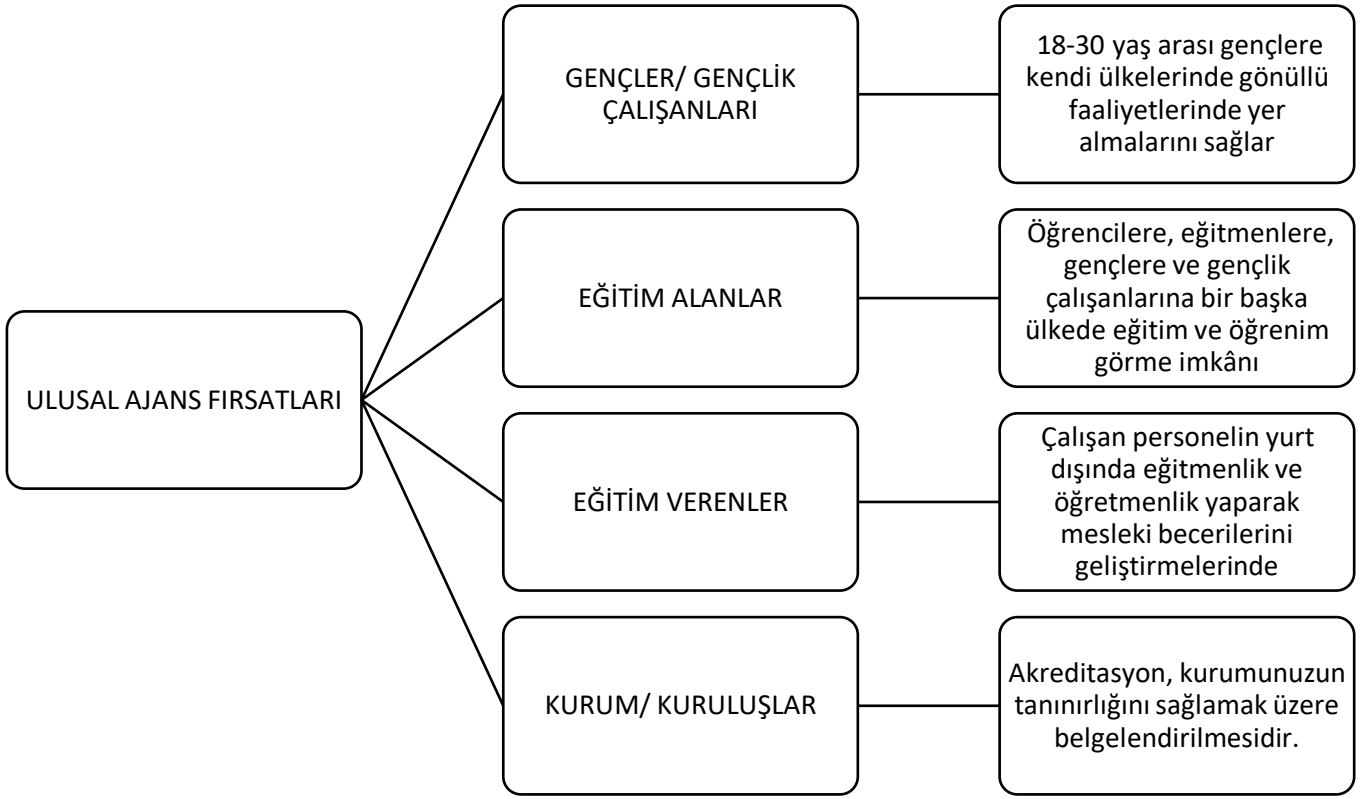 ULUSAL AJANS FIRSATLARI
GENÇLER/ GENÇLİK
ÇALIŞANLARI
18-30 yaş arası gençlere
kendi ülkelerinde gönüllü
faaliyetlerinde yer
almalarını sağlar
EĞİTİM ALANLAR
Öğrencilere, eğitmenlere,
gençlere ve gençlik
çalışanlarına bir başka
ülkede eğitim ve öğrenim
görme imkânı
EĞİTİM VERENLER
Çalışan personelin yurt
dışında eğitmenlik ve
öğretmenlik yaparak
mesleki becerilerini
geliştirmelerinde
KURUM/ KURULUŞLAR
Akreditasyon, kurumunuzun
tanınırlığını sağlamak üzere
belgelendirilmesidir.